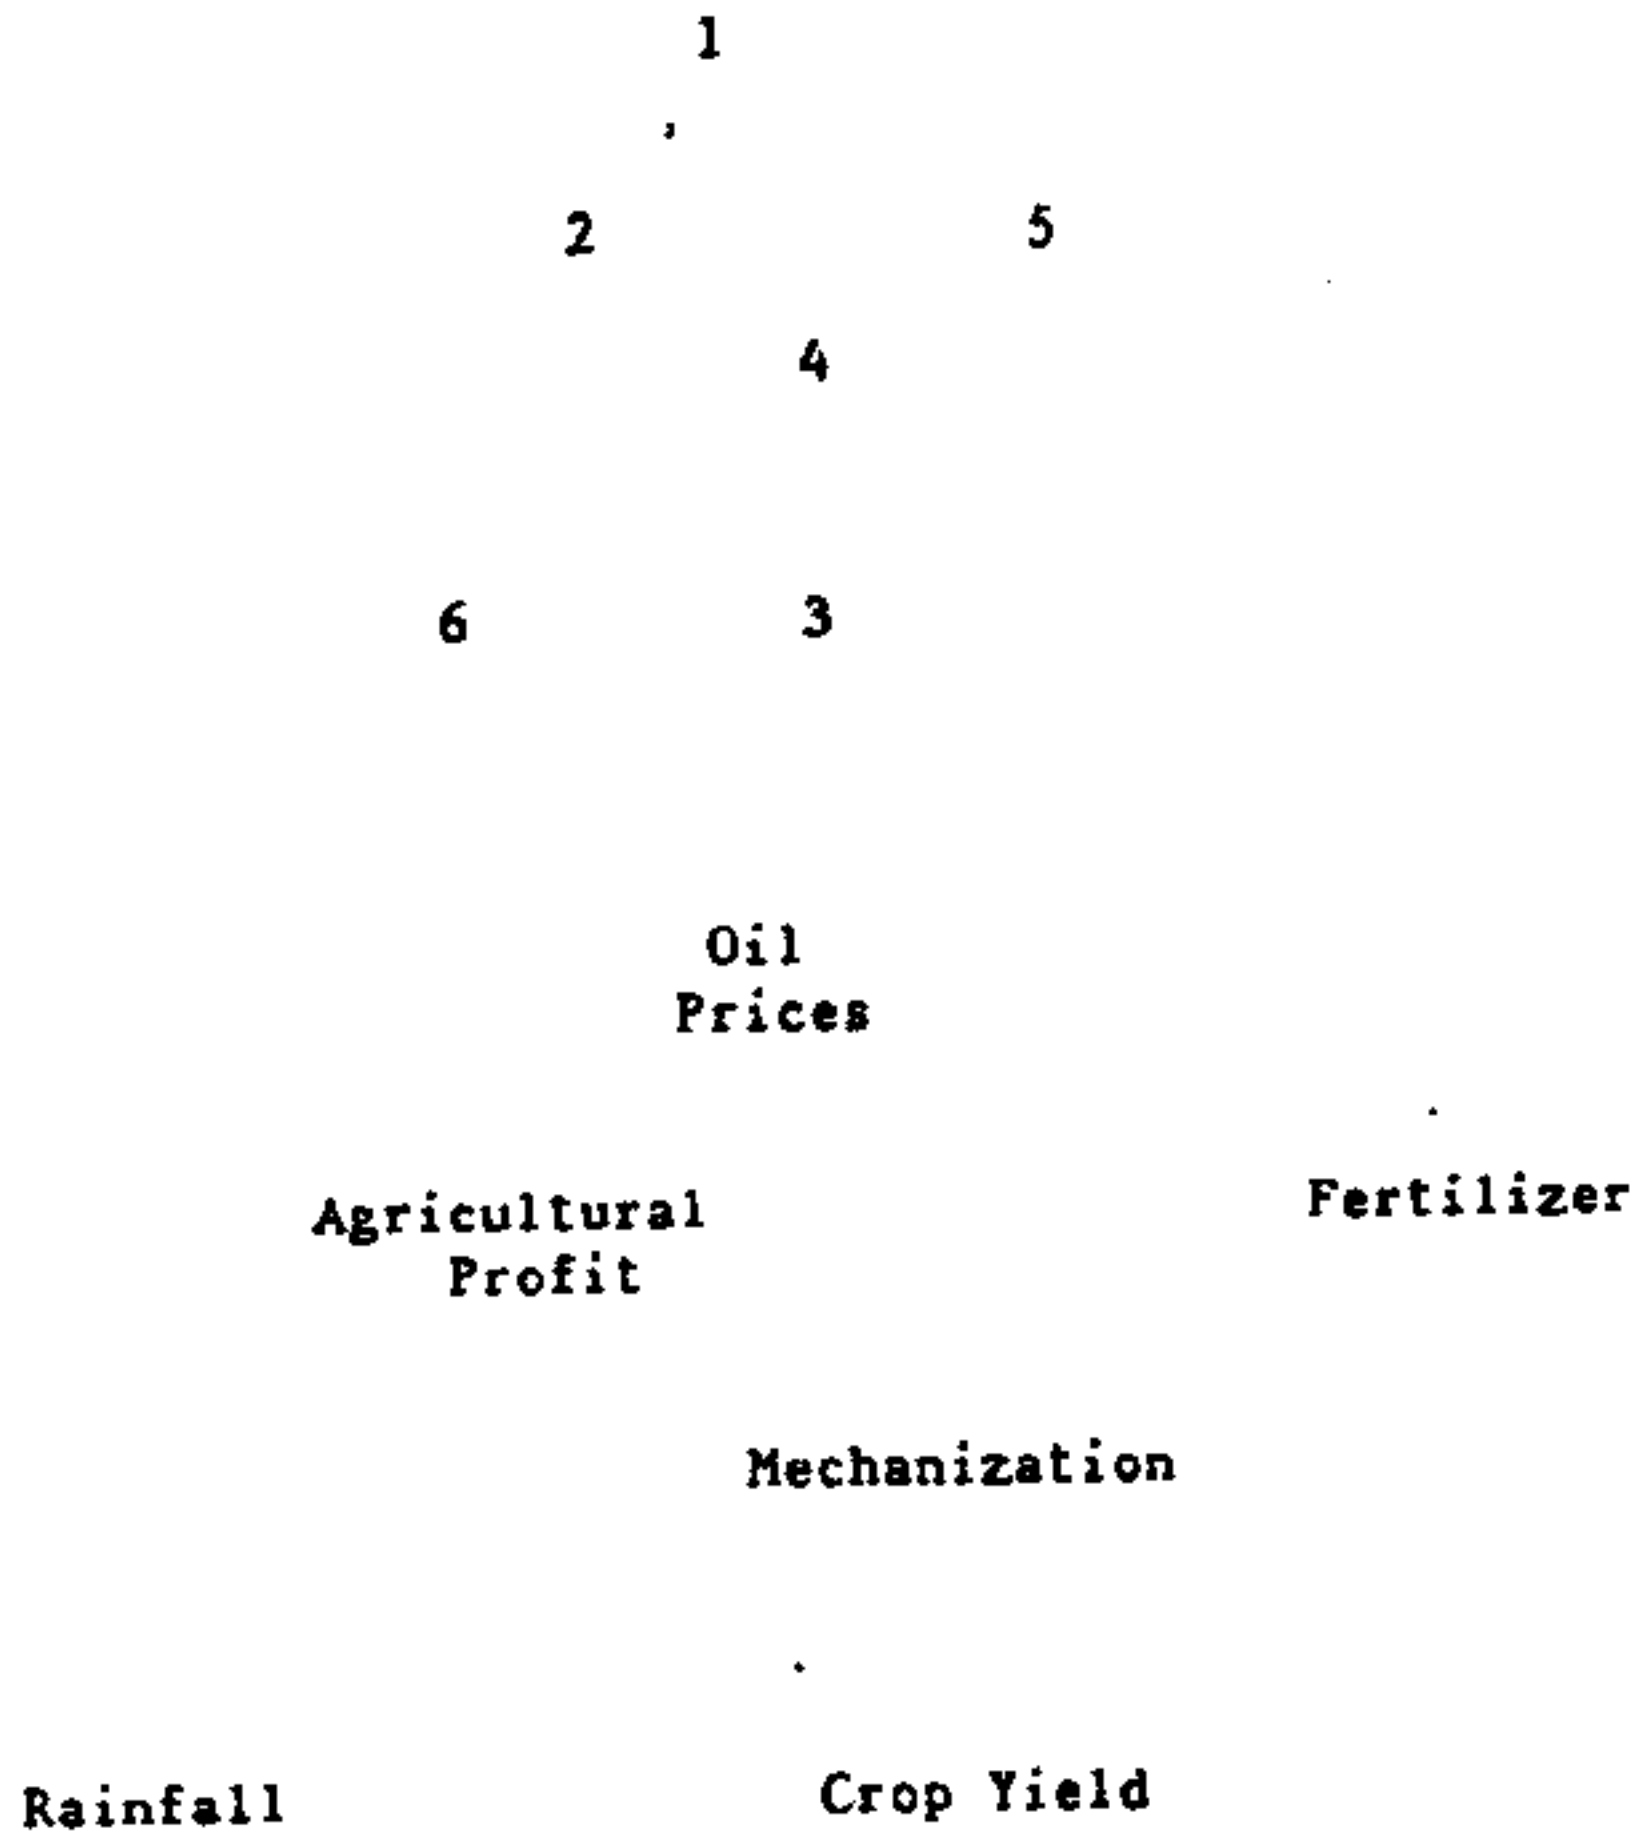 1
2
5
4
6
3
Oil
Prices
Agricultural
Profit
Fertilizer
Mechanization
Rainfall
Crop Yield